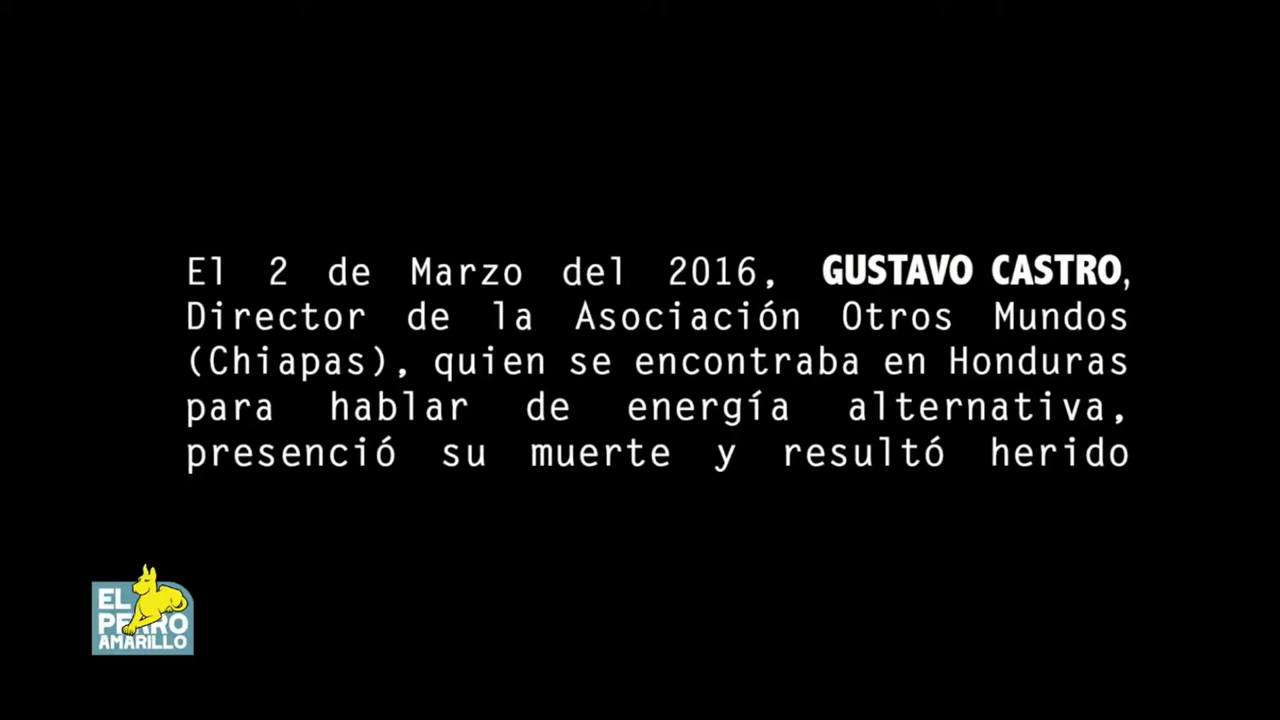 El 2 de Marzo del 2016, GUSTAVO CASTRO,
Director de la Asociación Otros Mundos
(Chiapas), quien se encontraba en Honduras
para hablar de energía alternativa,
presenció su muerte y resultó herido
EL
PERRO
AMARILLO